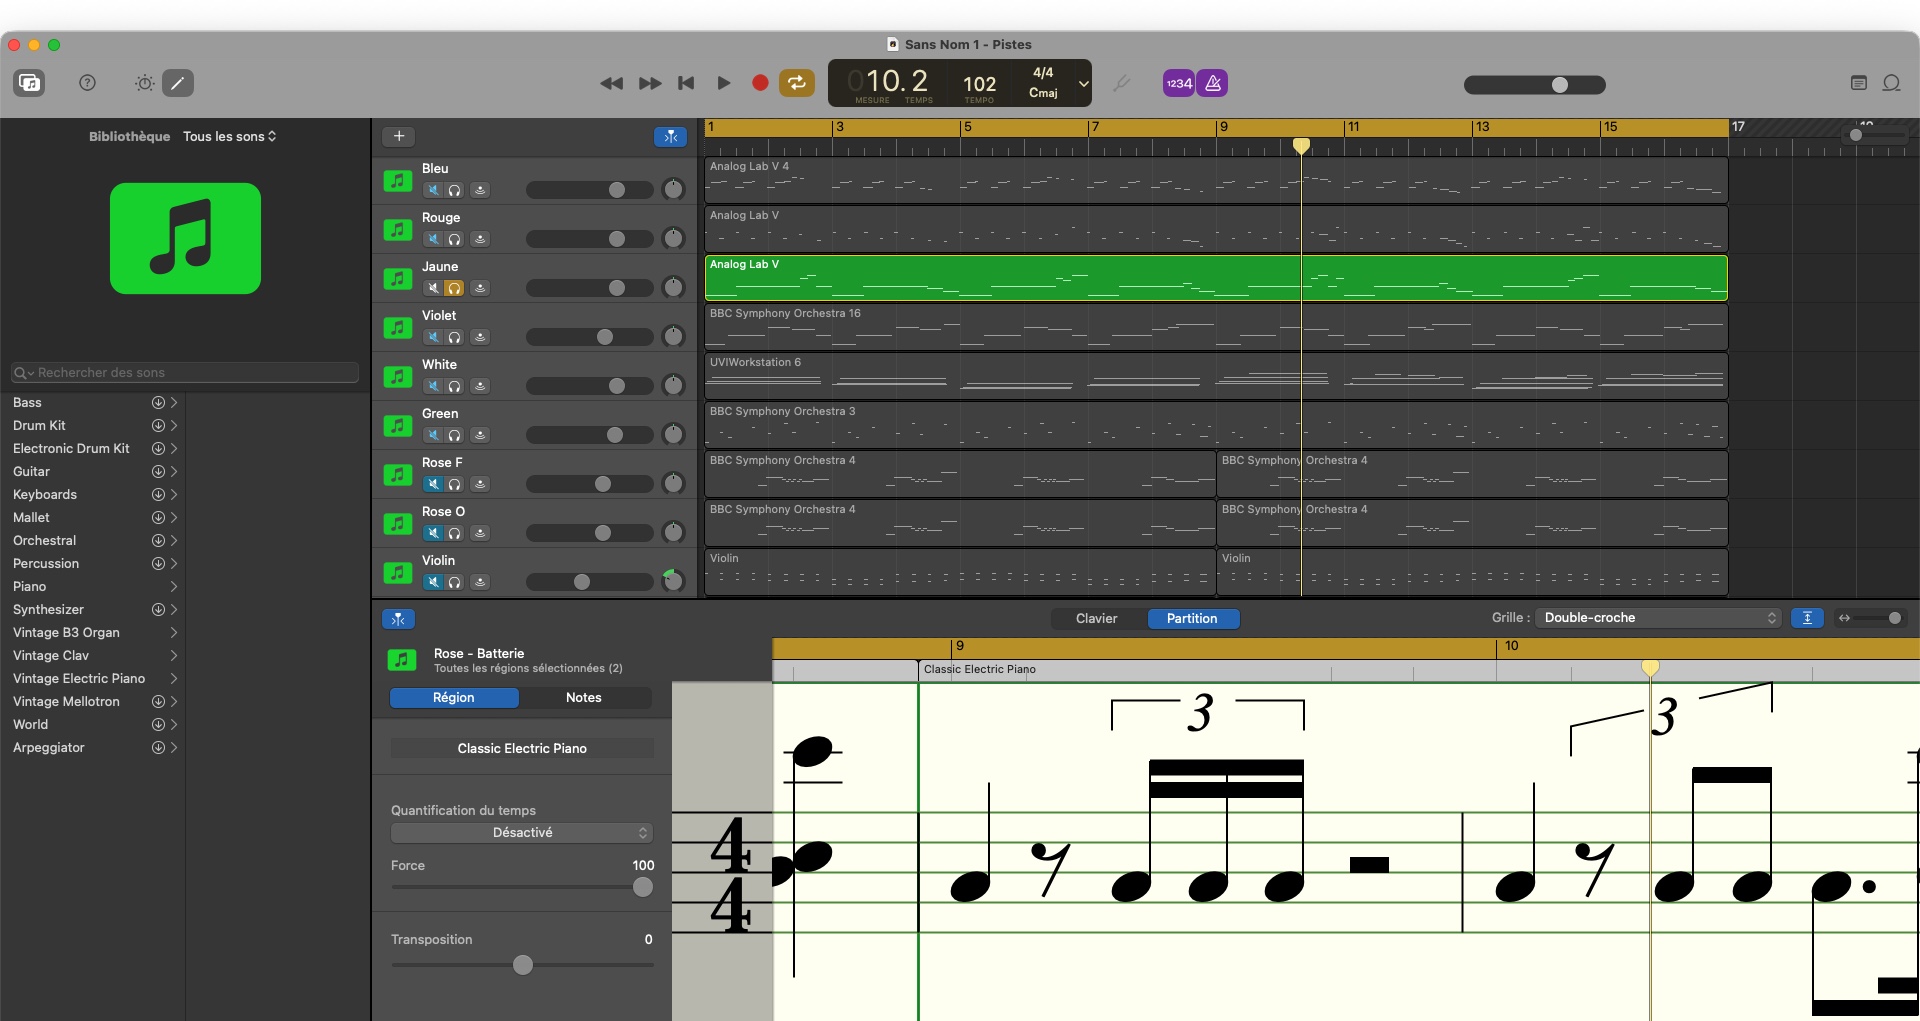 Sans Nom 1 - Pistes
010.2
MESURE TEMPS
102
TEMPO
4/4
Cmaj
1234
Bibliothèque Tous les sons
Rechercher des sons
Bass
Drum Kit
Electronic Drum Kit
Guitar
Keyboards
Mallet
Orchestral
Percussion
Piano
Synthesizer
Vintage B3 Organ
Vintage Clav
Vintage Electric Piano
Vintage Mellotron
World
Arpeggiator
1 3 5 7 9 11 13 15 17
Bleu
Analog Lab V 4
Rouge
Analog Lab V
Jaune
Analog Lab V
Violet
BBC Symphony Orchestra 16
White
UVIWorkstation 6
Green
BBC Symphony Orchestra 3
Rose F
BBC Symphony Orchestra 4 BBC Symphony Orchestra 4
Rose O
BBC Symphony Orchestra 4 BBC Symphony Orchestra 4
Violin
Violin Violin
Clavier Partition Grille : Double-croche
Rose - Batterie
Toutes les régions sélectionnées (2)
Région Notes
Classic Electric Piano
Quantification du temps
Désactivé
Force 100
Transposition 0
9 10
Classic Electric Piano
3 3
4
4